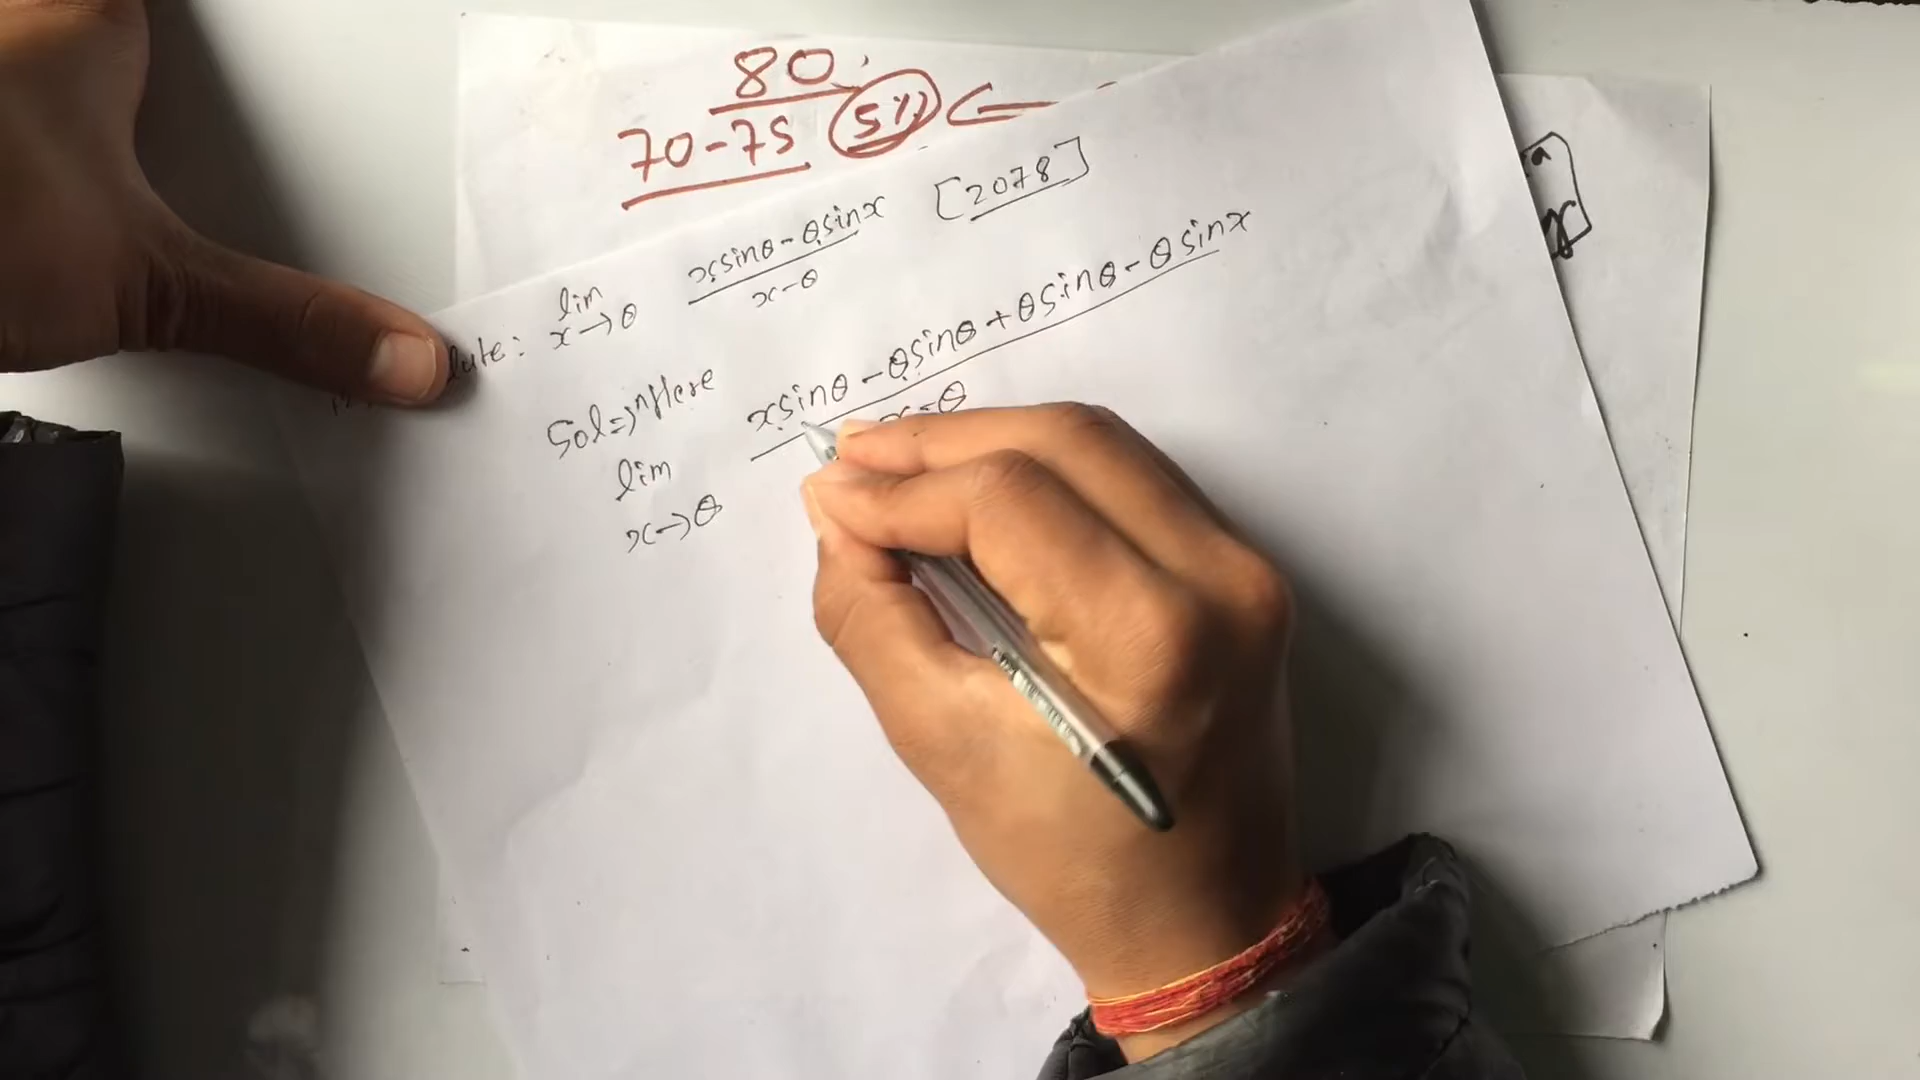 80
70-75 5%
lim x→θ xsinθ - θsinx / x-θ [2078]
Sol⇒ⁿ Here
lim x→θ xsinθ - θsinθ + θsinθ - θsinx / x-θ